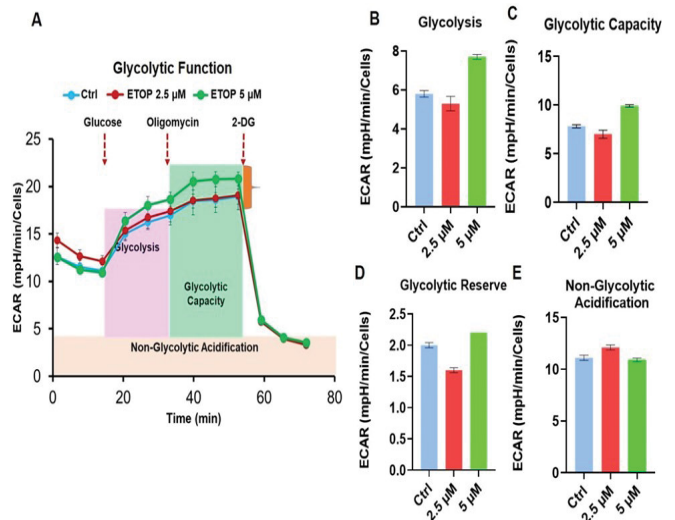 A
Glycolytic Function
Ctrl ETOP 2.5 µM ETOP 5 µM
Glucose Oligomycin 2-DG
ECAR (mpH/min/Cells)
25
20
15
10
5
0
Glycolysis
Glycolytic
Capacity
Non-Glycolytic Acidification
0 20 40 60 80
Time (min)
B
Glycolysis
ECAR (mpH/min/Cells)
8
6
4
2
0
Ctrl 2.5 µM 5 µM
C
Glycolytic Capacity
ECAR (mpH/min/Cells)
15
10
5
0
Ctrl 2.5 µM 5 µM
D
Glycolytic Reserve
ECAR (mpH/min/Cells)
2.5
2.0
1.5
1.0
0.5
0.0
Ctrl 2.5 µM 5 µM
E
Non-Glycolytic
Acidification
ECAR (mpH/min/Cells)
15
10
5
0
Ctrl 2.5 µM 5 µM